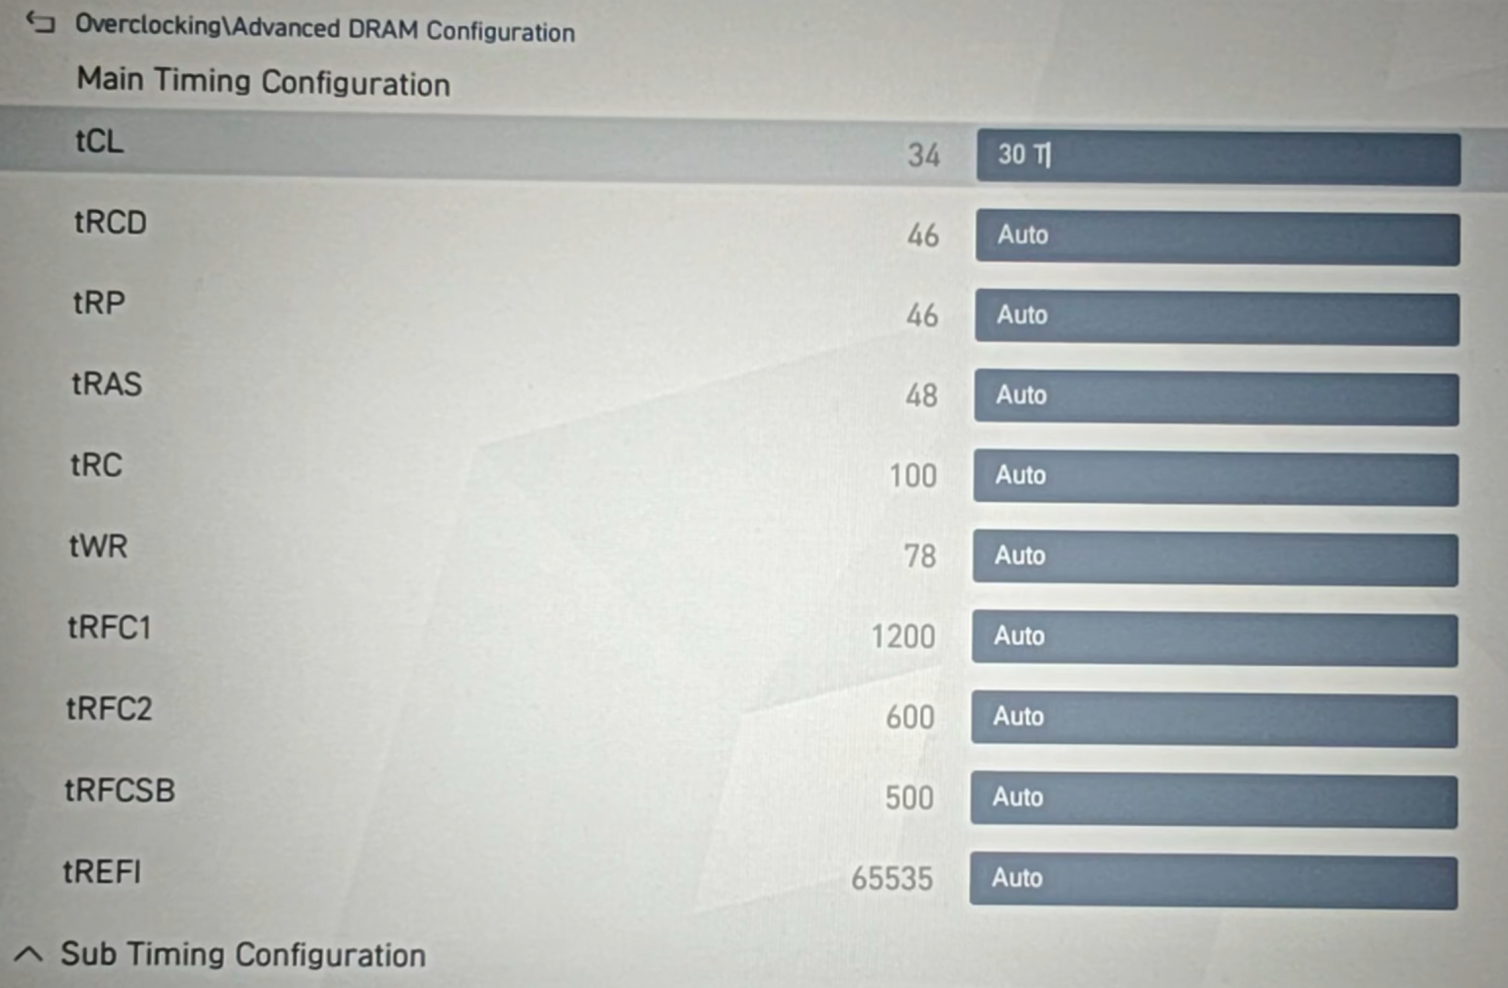 Overclocking\Advanced DRAM Configuration
Main Timing Configuration
tCL 34 30 T
tRCD 46 Auto
tRP 46 Auto
tRAS 48 Auto
tRC 100 Auto
tWR 78 Auto
tRFC1 1200 Auto
tRFC2 600 Auto
tRFCSB 500 Auto
tREFI 65535 Auto
Sub Timing Configuration